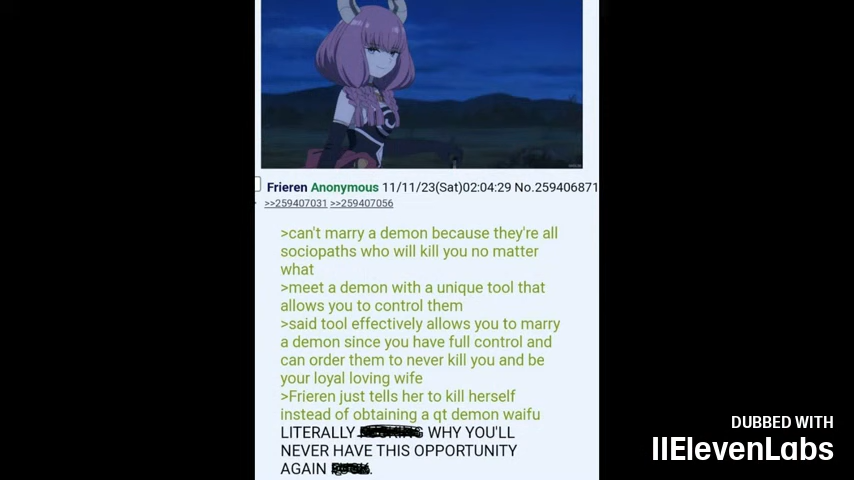 Frieren Anonymous 11/11/23(Sat)02:04:29 No.259406871
>>259407031 >>259407056
>can't marry a demon because they're all
sociopaths who will kill you no matter
what
>meet a demon with a unique tool that
allows you to control them
>said tool effectively allows you to marry
a demon since you have full control and
can order them to never kill you and be
your loyal loving wife
>Frieren just tells her to kill herself
instead of obtaining a qt demon waifu
LITERALLY WHY YOU'LL
NEVER HAVE THIS OPPORTUNITY
AGAIN .
DUBBED WITH
IIElevenLabs